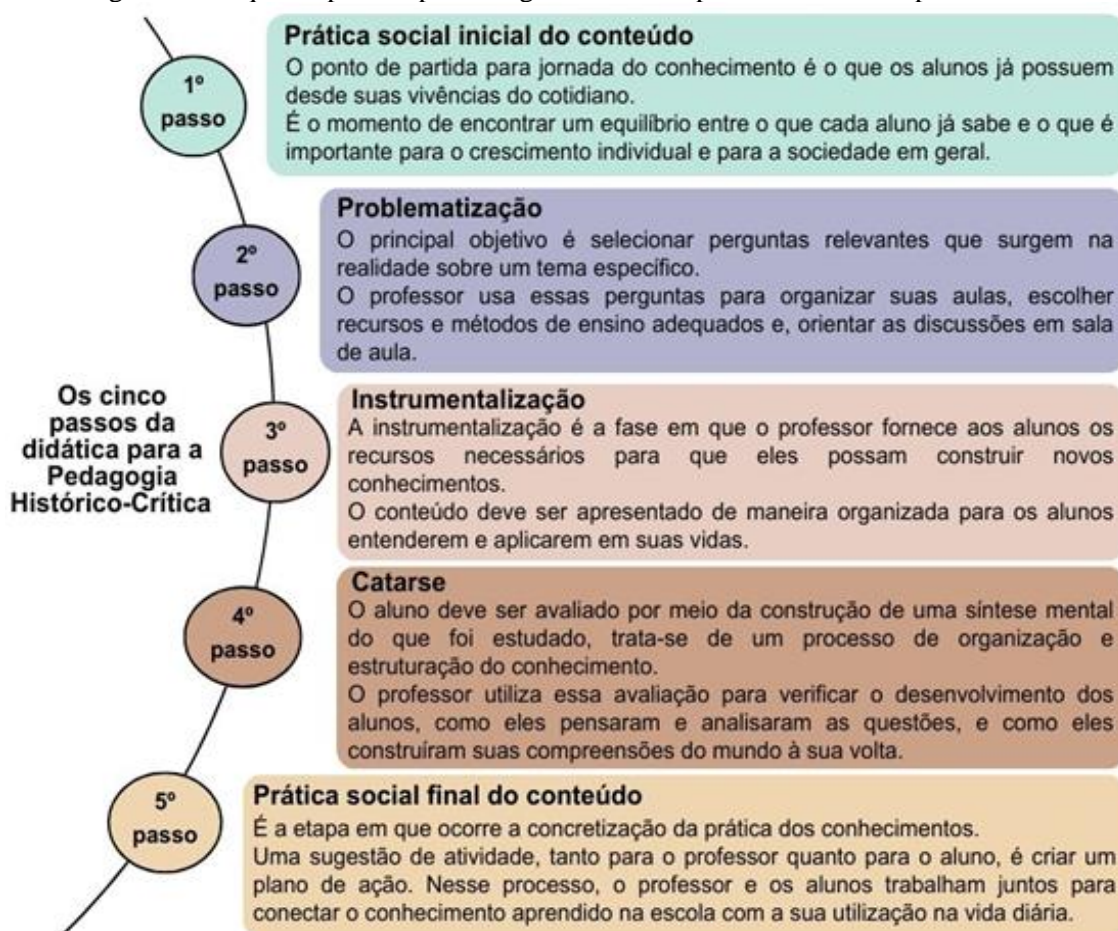 1º
passo
Prática social inicial do conteúdo
O ponto de partida para jornada do conhecimento é o que os alunos já possuem
desde suas vivências do cotidiano.
É o momento de encontrar um equilíbrio entre o que cada aluno já sabe e o que é
importante para o crescimento individual e para a sociedade em geral.
2º
passo
Problematização
O principal objetivo é selecionar perguntas relevantes que surgem na
realidade sobre um tema específico.
O professor usa essas perguntas para organizar suas aulas, escolher
recursos e métodos de ensino adequados e, orientar as discussões em sala
de aula.
Os cinco
passos da
didática para a
Pedagogia
Histórico-Crítica
3º
passo
Instrumentalização
A instrumentalização é a fase em que o professor fornece aos alunos os
recursos necessários para que eles possam construir novos
conhecimentos.
O conteúdo deve ser apresentado de maneira organizada para os alunos
entenderem e aplicarem em suas vidas.
4º
passo
Catarse
O aluno deve ser avaliado por meio da construção de uma síntese mental
do que foi estudado, trata-se de um processo de organização e
estruturação do conhecimento.
O professor utiliza essa avaliação para verificar o desenvolvimento dos
alunos, como eles pensaram e analisaram as questões, e como eles
construíram suas compreensões do mundo à sua volta.
5º
passo
Prática social final do conteúdo
É a etapa em que ocorre a concretização da prática dos conhecimentos.
Uma sugestão de atividade, tanto para o professor quanto para o aluno, é criar um
plano de ação. Nesse processo, o professor e os alunos trabalham juntos para
conectar o conhecimento aprendido na escola com a sua utilização na vida diária.